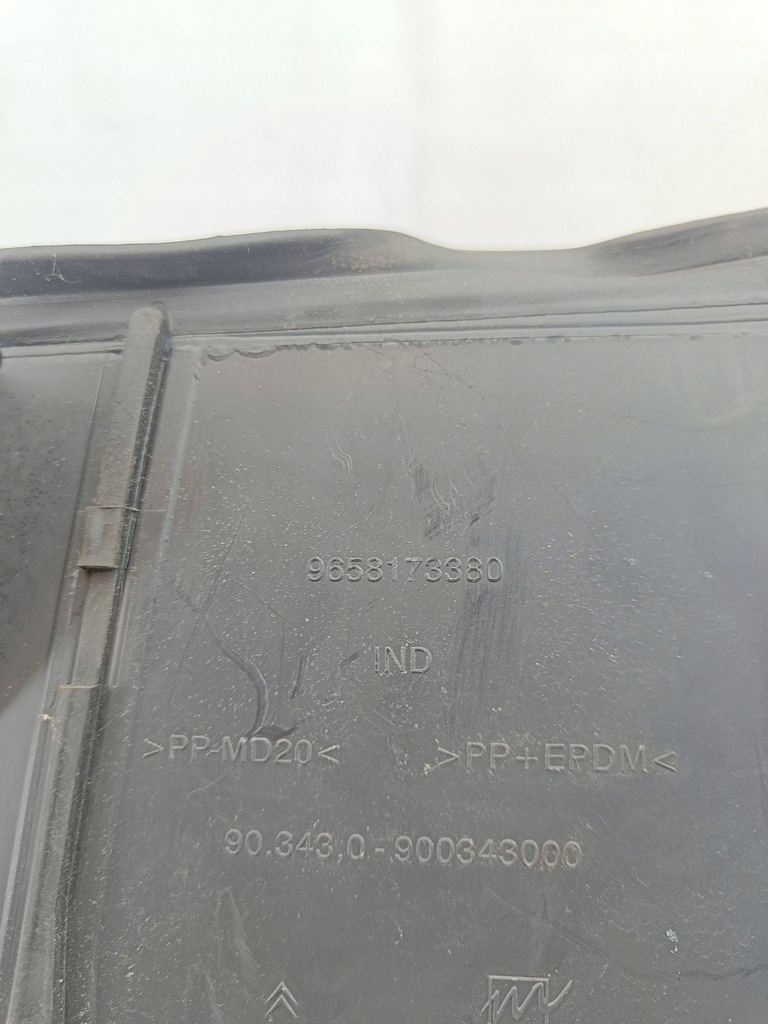 9658173380
IND
>PP-MD20<
>PP+EPDM<
90.343,0-900343000